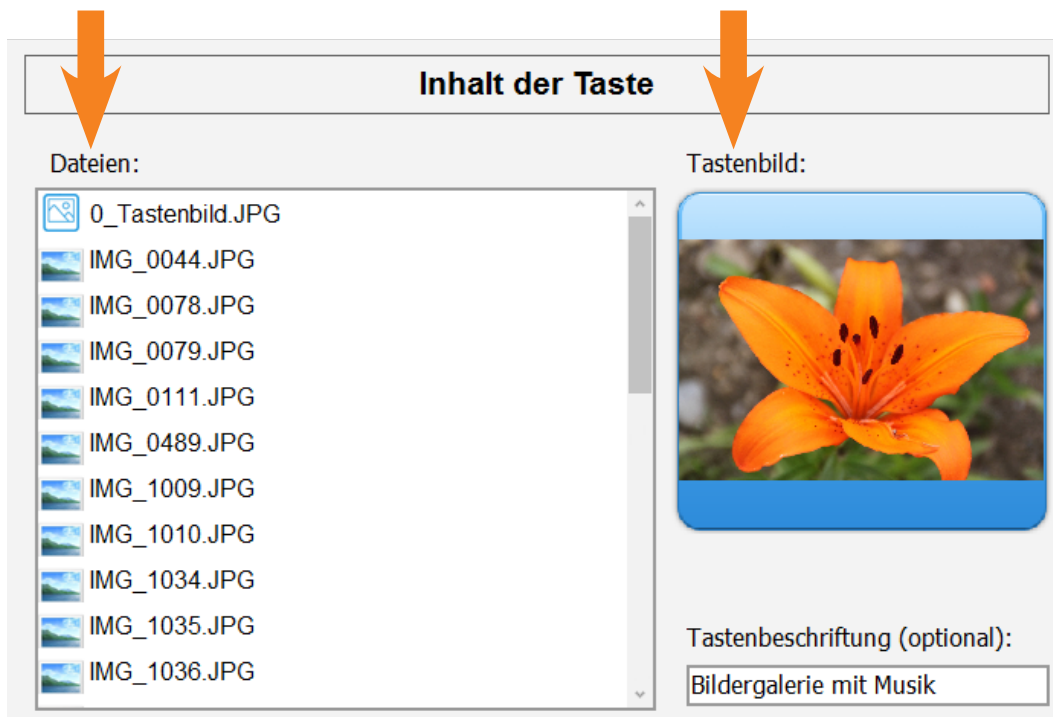 Inhalt der Taste
Dateien:
0_Tastenbild.JPG
IMG_0044.JPG
IMG_0078.JPG
IMG_0079.JPG
IMG_0111.JPG
IMG_0489.JPG
IMG_1009.JPG
IMG_1010.JPG
IMG_1034.JPG
IMG_1035.JPG
IMG_1036.JPG
Tastenbild:
Tastenbeschriftung (optional):
Bildergalerie mit Musik